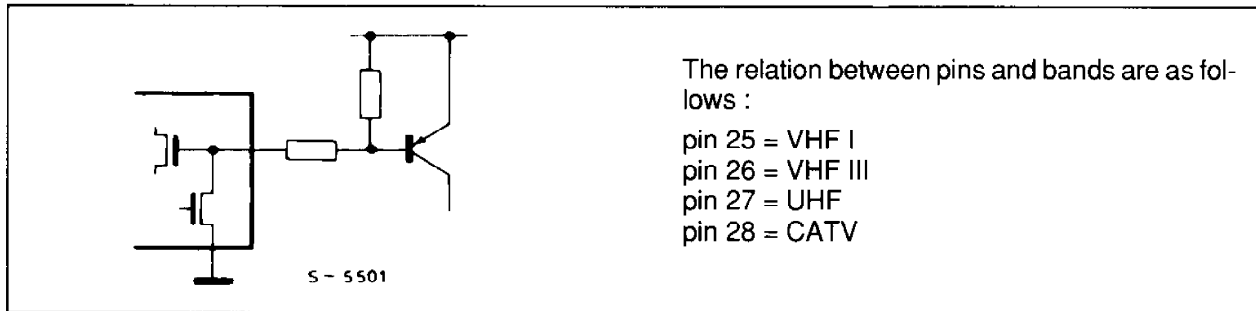 The relation between pins and bands are as fol-
lows :
pin 25 = VHF I
pin 26 = VHF III
pin 27 = UHF
pin 28 = CATV
S - 5501